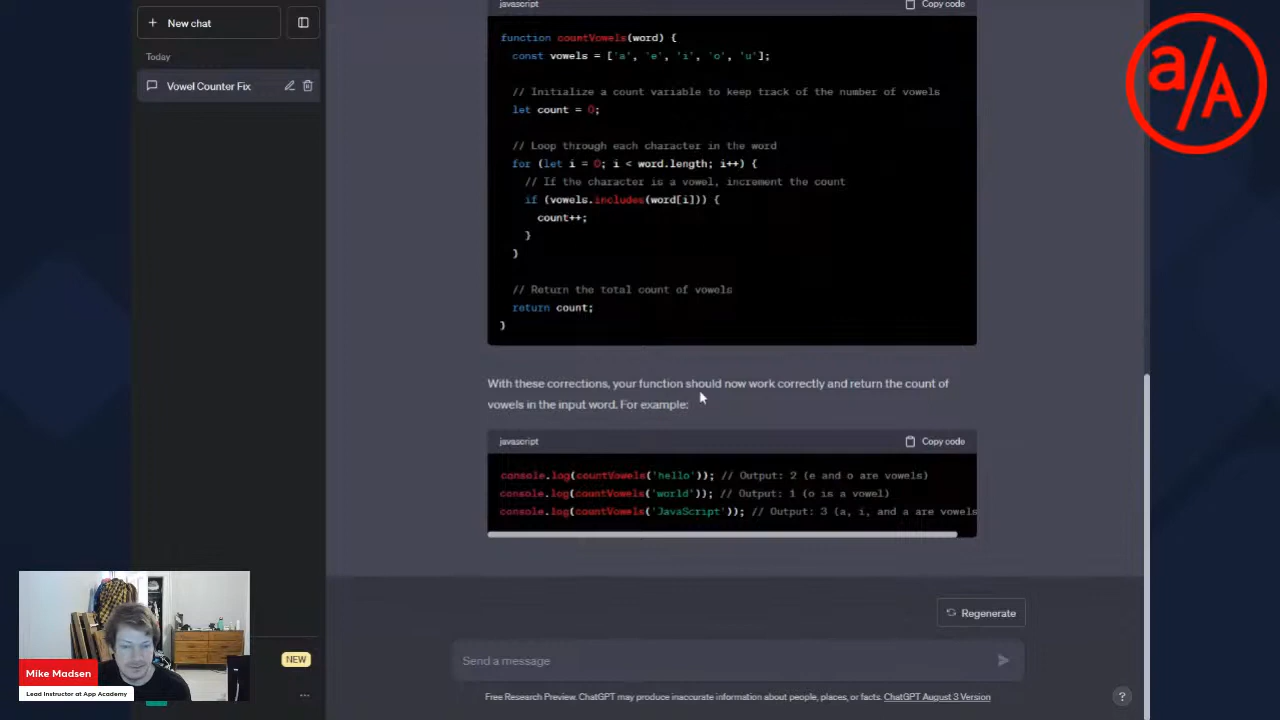 New chat
Today
Vowel Counter Fix
javascript
Copy code
function countVowels(word) {
const vowels = ['a', 'e', 'i', 'o', 'u'];
// Initialize a count variable to keep track of the number of vowels
let count = 0;
// Loop through each character in the word
for (let i = 0; i < word.length; i++) {
// If the character is a vowel, increment the count
if (vowels.includes(word[i])) {
count++;
}
}
// Return the total count of vowels
return count;
}
With these corrections, your function should now work correctly and return the count of
vowels in the input word. For example:
javascript
Copy code
console.log(countVowels('hello')); // Output: 2 (e and o are vowels)
console.log(countVowels('world')); // Output: 1 (o is a vowel)
console.log(countVowels('JavaScript')); // Output: 3 (a, i, and a are vowels
Regenerate
Send a message
Free Research Preview. ChatGPT may produce inaccurate information about people, places, or facts. ChatGPT August 3 Version
?
NEW
Mike Madsen
Lead Instructor at App Academy
a/A